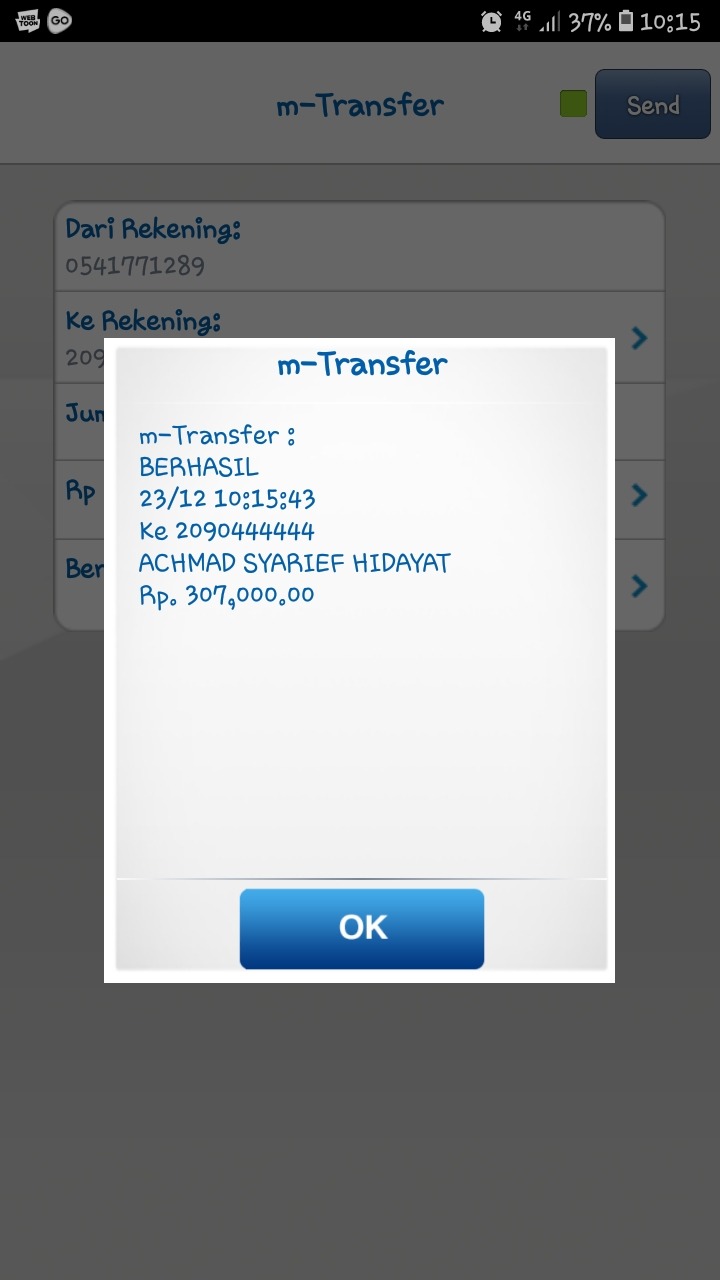 WEB
TOON
GO
4G
37%
10:15
m-Transfer
Send
Dari Rekening:
0541771289
Ke Rekening:
209
Jum
Rp
Ber
m-Transfer
m-Transfer :
BERHASIL
23/12 10:15:43
Ke 2090444444
ACHMAD SYARIEF HIDAYAT
Rp. 307,000.00
OK